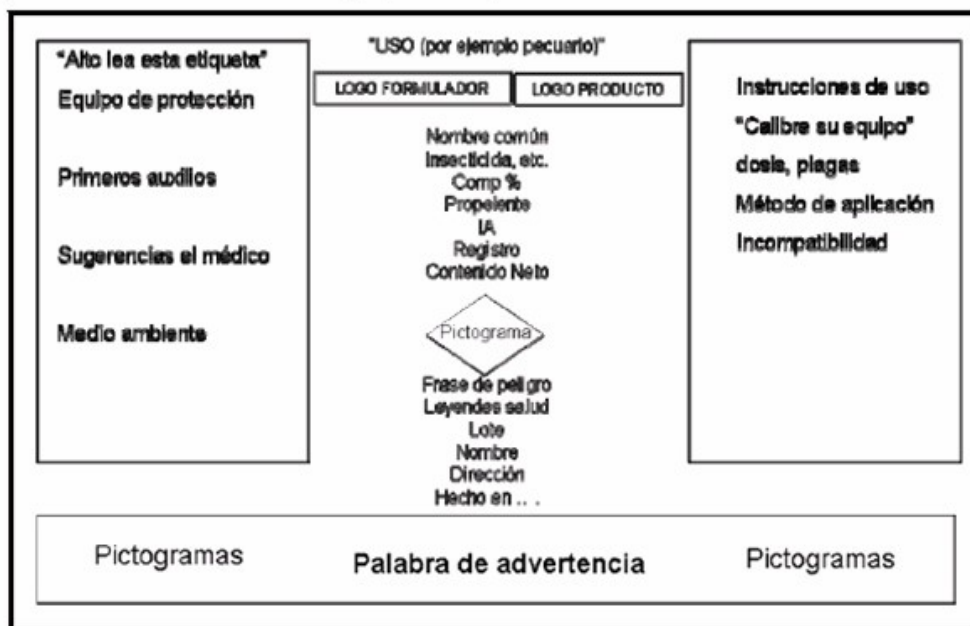 "Alto lea esta etiqueta"
Equipo de protección
Primeros auxilios
Sugerencias el médico
Medio ambiente
"USO (por ejemplo pecuario)"
LOGO FORMULADOR
LOGO PRODUCTO
Nombre común
Insecticida, etc.
Comp %
Propelente
IA
Registro
Contenido Neto
Pictograma
Frase de peligro
Leyendes salud
Lote
Nombre
Dirección
Hecho en .. .
Instrucciones de uso
"Calibre su equipo"
dosis, plagas
Método de aplicación
Incompatibilidad
Pictogramas
Palabra de advertencia
Pictogramas